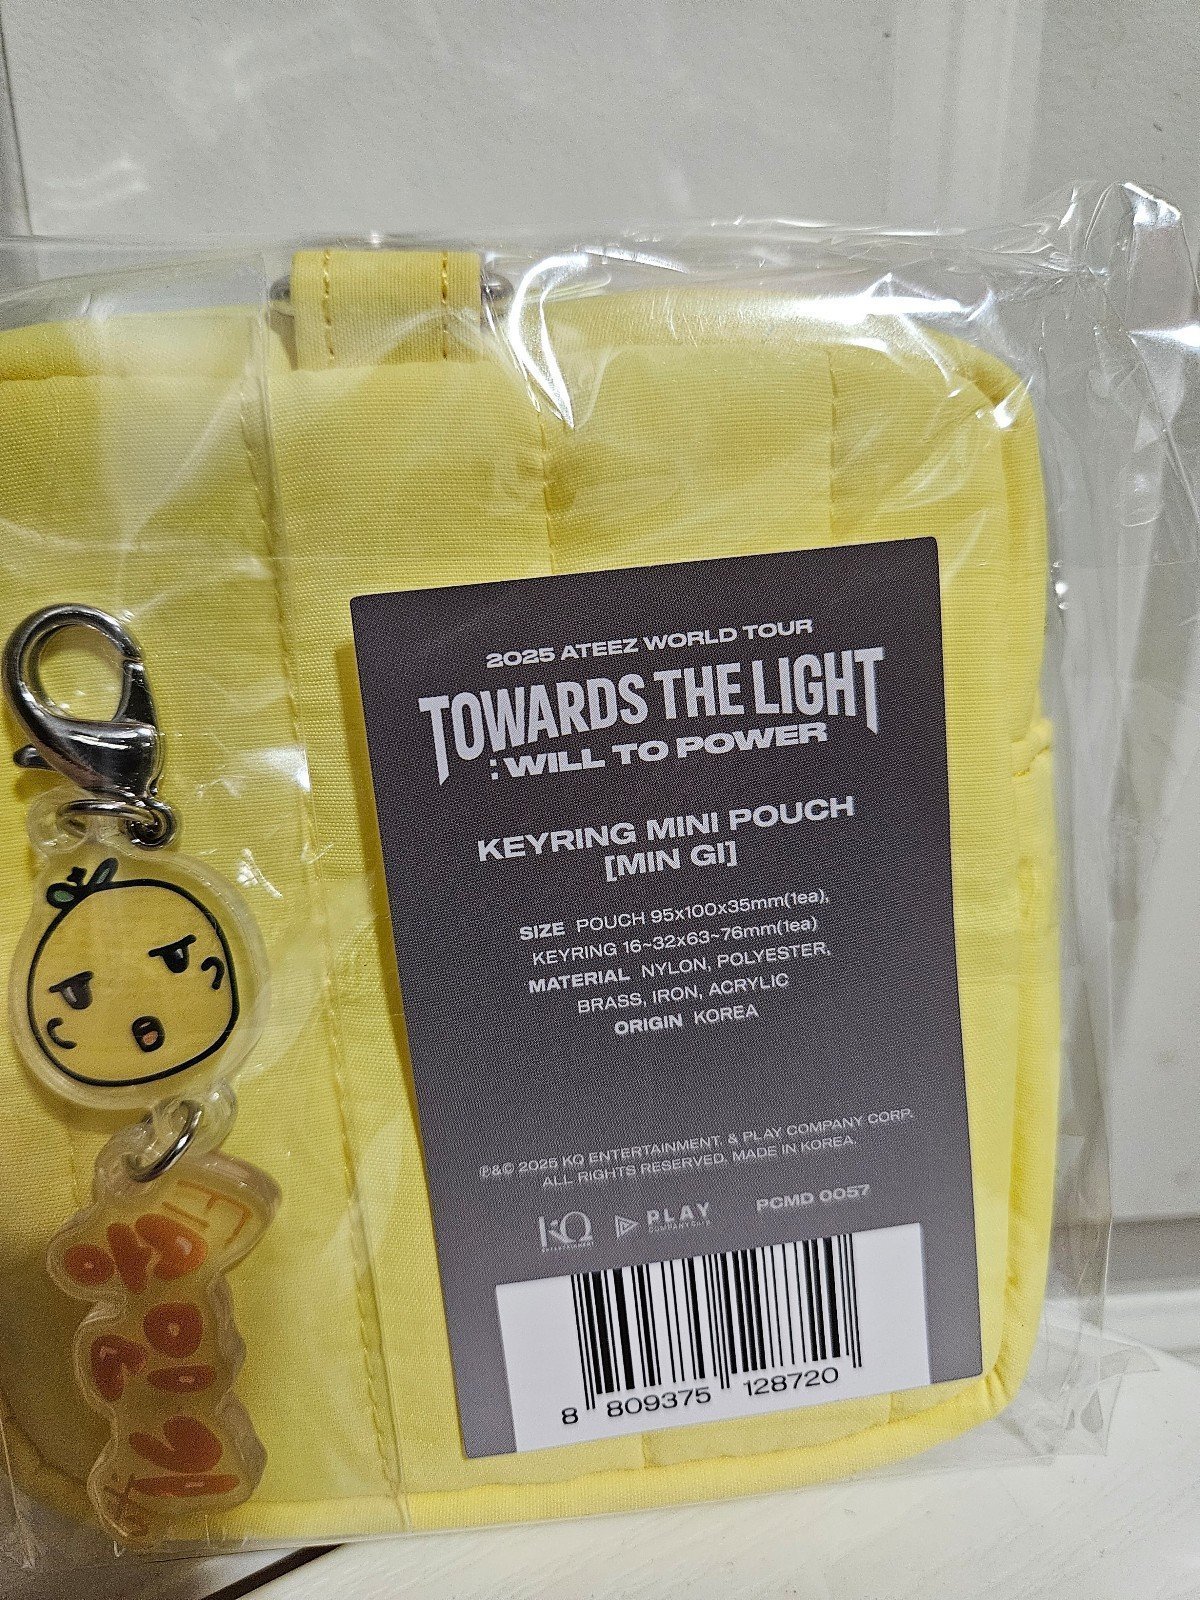 2025 ATEEZ WORLD TOUR
TOWARDS THE LIGHT
: WILL TO POWER
KEYRING MINI POUCH
[MIN GI]
SIZE POUCH 95x100x35mm(1ea),
KEYRING 16~32x63~76mm(1ea)
MATERIAL NYLON, POLYESTER,
BRASS, IRON, ACRYLIC
ORIGIN KOREA
℗&© 2025 KQ ENTERTAINMENT. & PLAY COMPANY CORP.
ALL RIGHTS RESERVED. MADE IN KOREA.
KQ
ENTERTAINMENT
PLAY
PCMD 0057
8 809375 128720